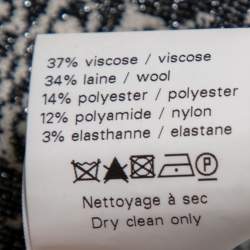 37% viscose / viscose
34% laine / wool
14% polyester / polyester
12% polyamide / nylon
3% elasthanne / elastane
P
Nettoyage à sec
Dry clean only